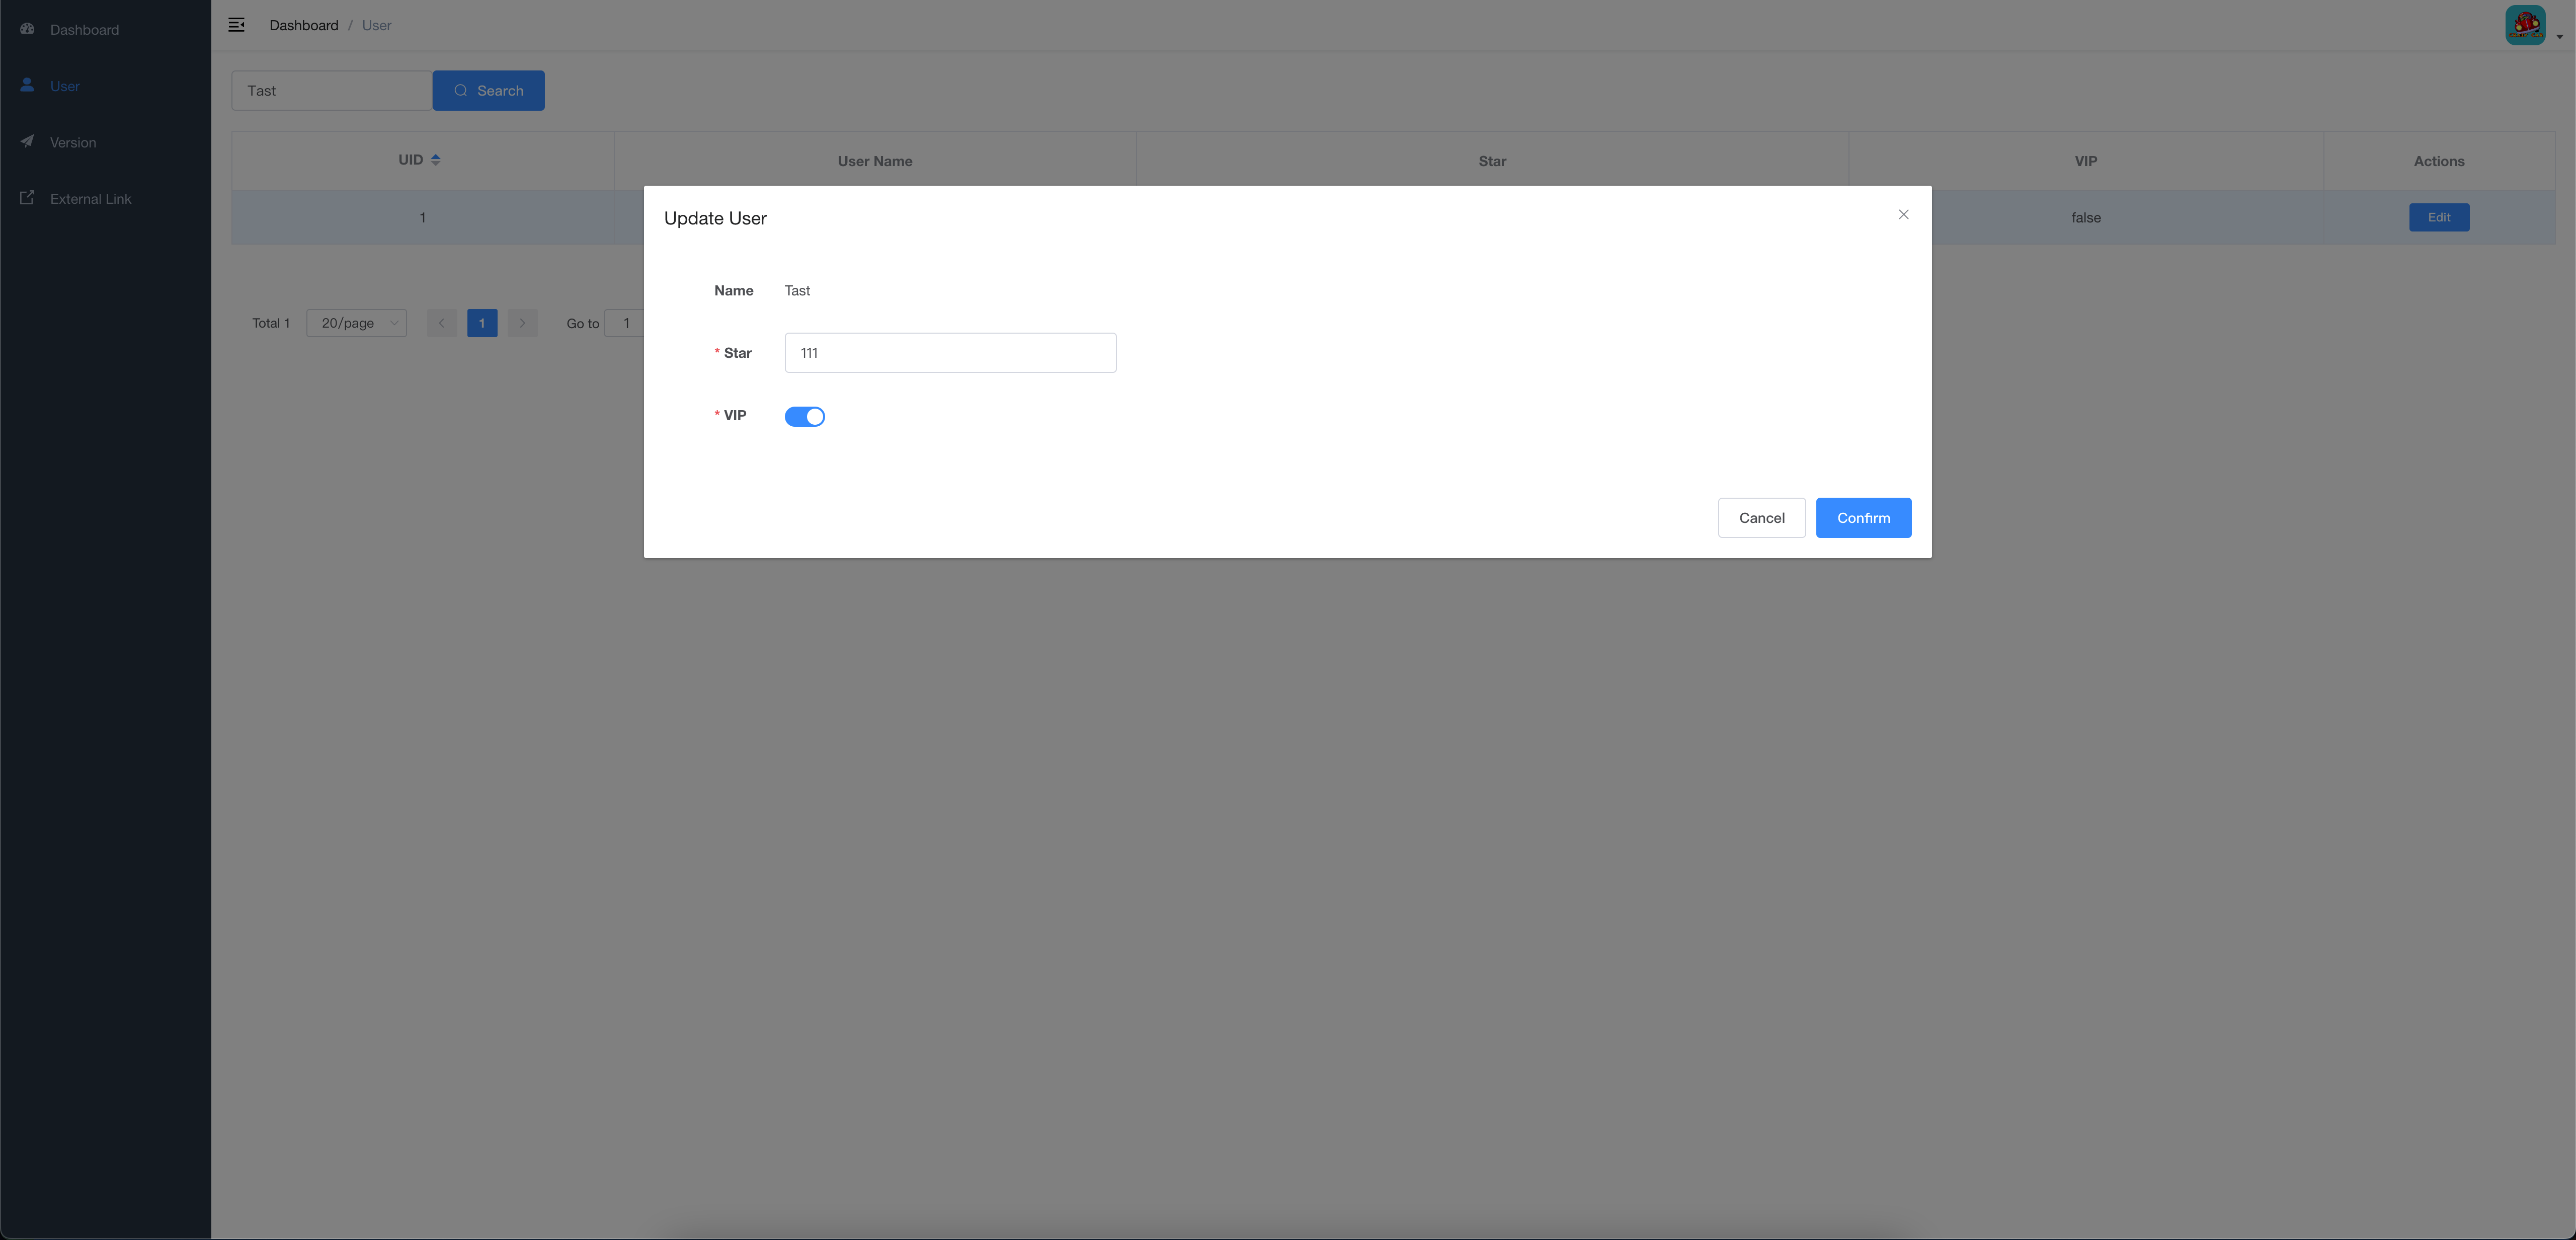 Dashboard
User
Version
External Link
Dashboard / User
Tast
Search
UID User Name Star VIP Actions
1 false Edit
Total 1 20/page 1 Go to 1
Update User
Name Tast
* Star 111
* VIP
Cancel Confirm